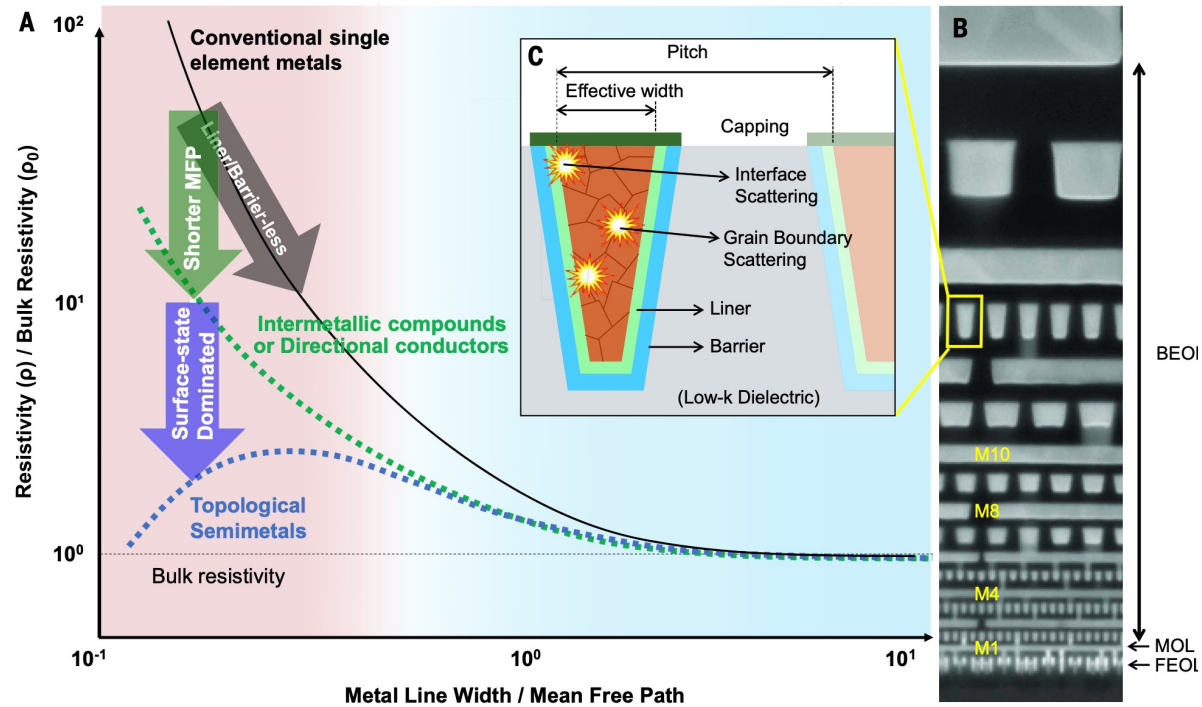 A
10²
10¹
10⁰
Resistivity (ρ) / Bulk Resistivity (ρ₀)
Conventional single
element metals
Liner/Barrier-less
Shorter MFP
Surface-state
Dominated
Intermetallic compounds
or Directional conductors
Topological
Semimetals
Bulk resistivity
10⁻¹
10⁰
10¹
Metal Line Width / Mean Free Path
C
Pitch
Effective width
Capping
Interface
Scattering
Grain Boundary
Scattering
Liner
Barrier
(Low-k Dielectric)
B
M10
M8
M4
M1
BEOL
MOL
FEOL